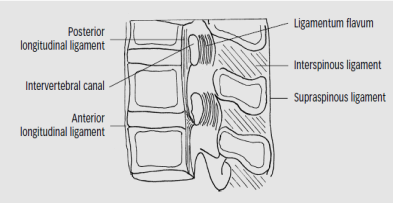 Posterior
longitudinal ligament
Intervertebral canal
Anterior
longitudinal ligament
Ligamentum flavum
Interspinous ligament
Supraspinous ligament